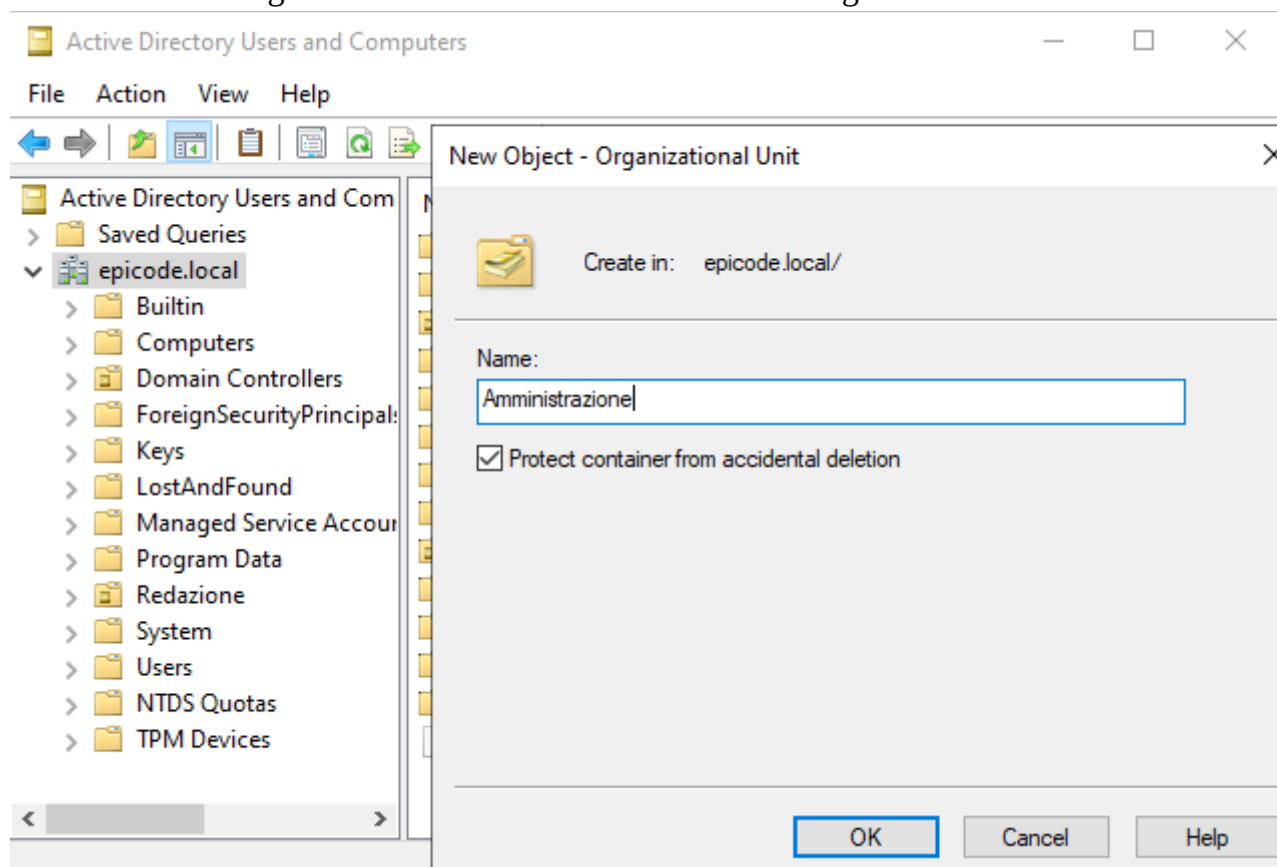 Active Directory Users and Computers
File Action View Help
New Object - Organizational Unit
Active Directory Users and Com
Saved Queries
epicode.local
Builtin
Computers
Domain Controllers
ForeignSecurityPrincipals
Keys
LostAndFound
Managed Service Accour
Program Data
Redazione
System
Users
NTDS Quotas
TPM Devices
Create in: epicode.local/
Name:
Amministrazione
Protect container from accidental deletion
OK Cancel Help